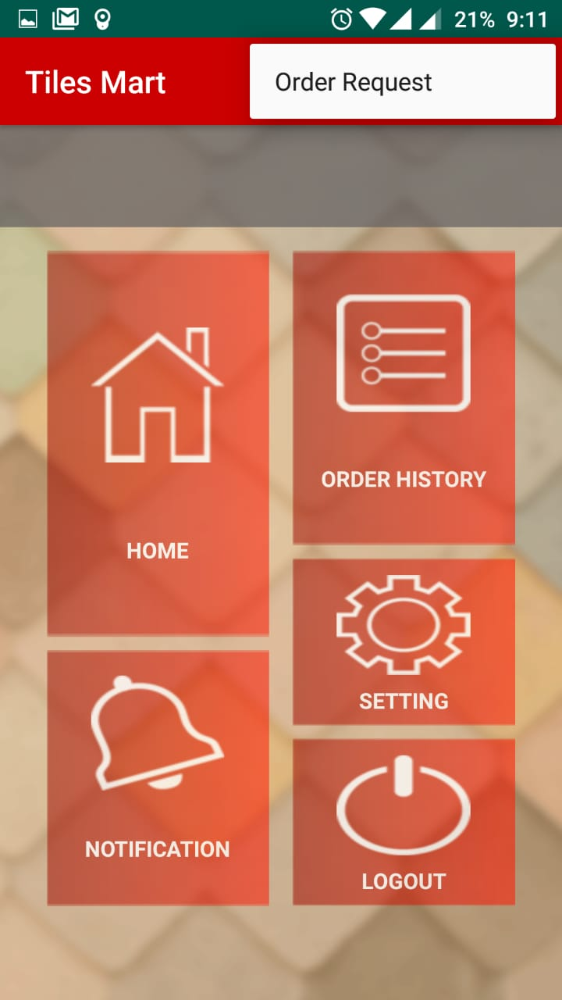 21% 9:11
Tiles Mart
Order Request
HOME
ORDER HISTORY
SETTING
NOTIFICATION
LOGOUT